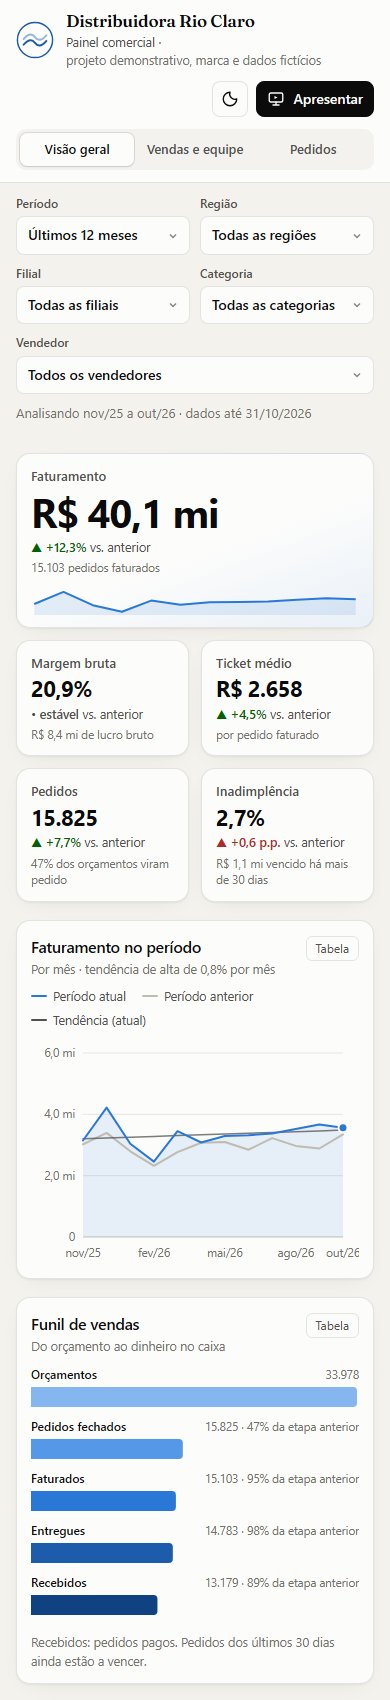 Distribuidora Rio Claro
Painel comercial ·
projeto demonstrativo, marca e dados fictícios
Apresentar
Visão geral
Vendas e equipe
Pedidos
Período
Região
Últimos 12 meses
Todas as regiões
Filial
Categoria
Todas as filiais
Todas as categorias
Vendedor
Todos os vendedores
Analisando nov/25 a out/26 · dados até 31/10/2026
Faturamento
R$ 40,1 mi
▲ +12,3% vs. anterior
15.103 pedidos faturados
Margem bruta
20,9%
• estável vs. anterior
R$ 8,4 mi de lucro bruto
Ticket médio
R$ 2.658
▲ +4,5% vs. anterior
por pedido faturado
Pedidos
15.825
▲ +7,7% vs. anterior
47% dos orçamentos viram
pedido
Inadimplência
2,7%
▲ +0,6 p.p. vs. anterior
R$ 1,1 mi vencido há mais
de 30 dias
Faturamento no período
Tabela
Por mês · tendência de alta de 0,8% por mês
Período atual
Período anterior
Tendência (atual)
6,0 mi
4,0 mi
2,0 mi
0
nov/25
fev/26
mai/26
ago/26
out/26
Funil de vendas
Tabela
Do orçamento ao dinheiro no caixa
Orçamentos
33.978
Pedidos fechados
15.825 · 47% da etapa anterior
Faturados
15.103 · 95% da etapa anterior
Entregues
14.783 · 98% da etapa anterior
Recebidos
13.179 · 89% da etapa anterior
Recebidos: pedidos pagos. Pedidos dos últimos 30 dias
ainda estão a vencer.